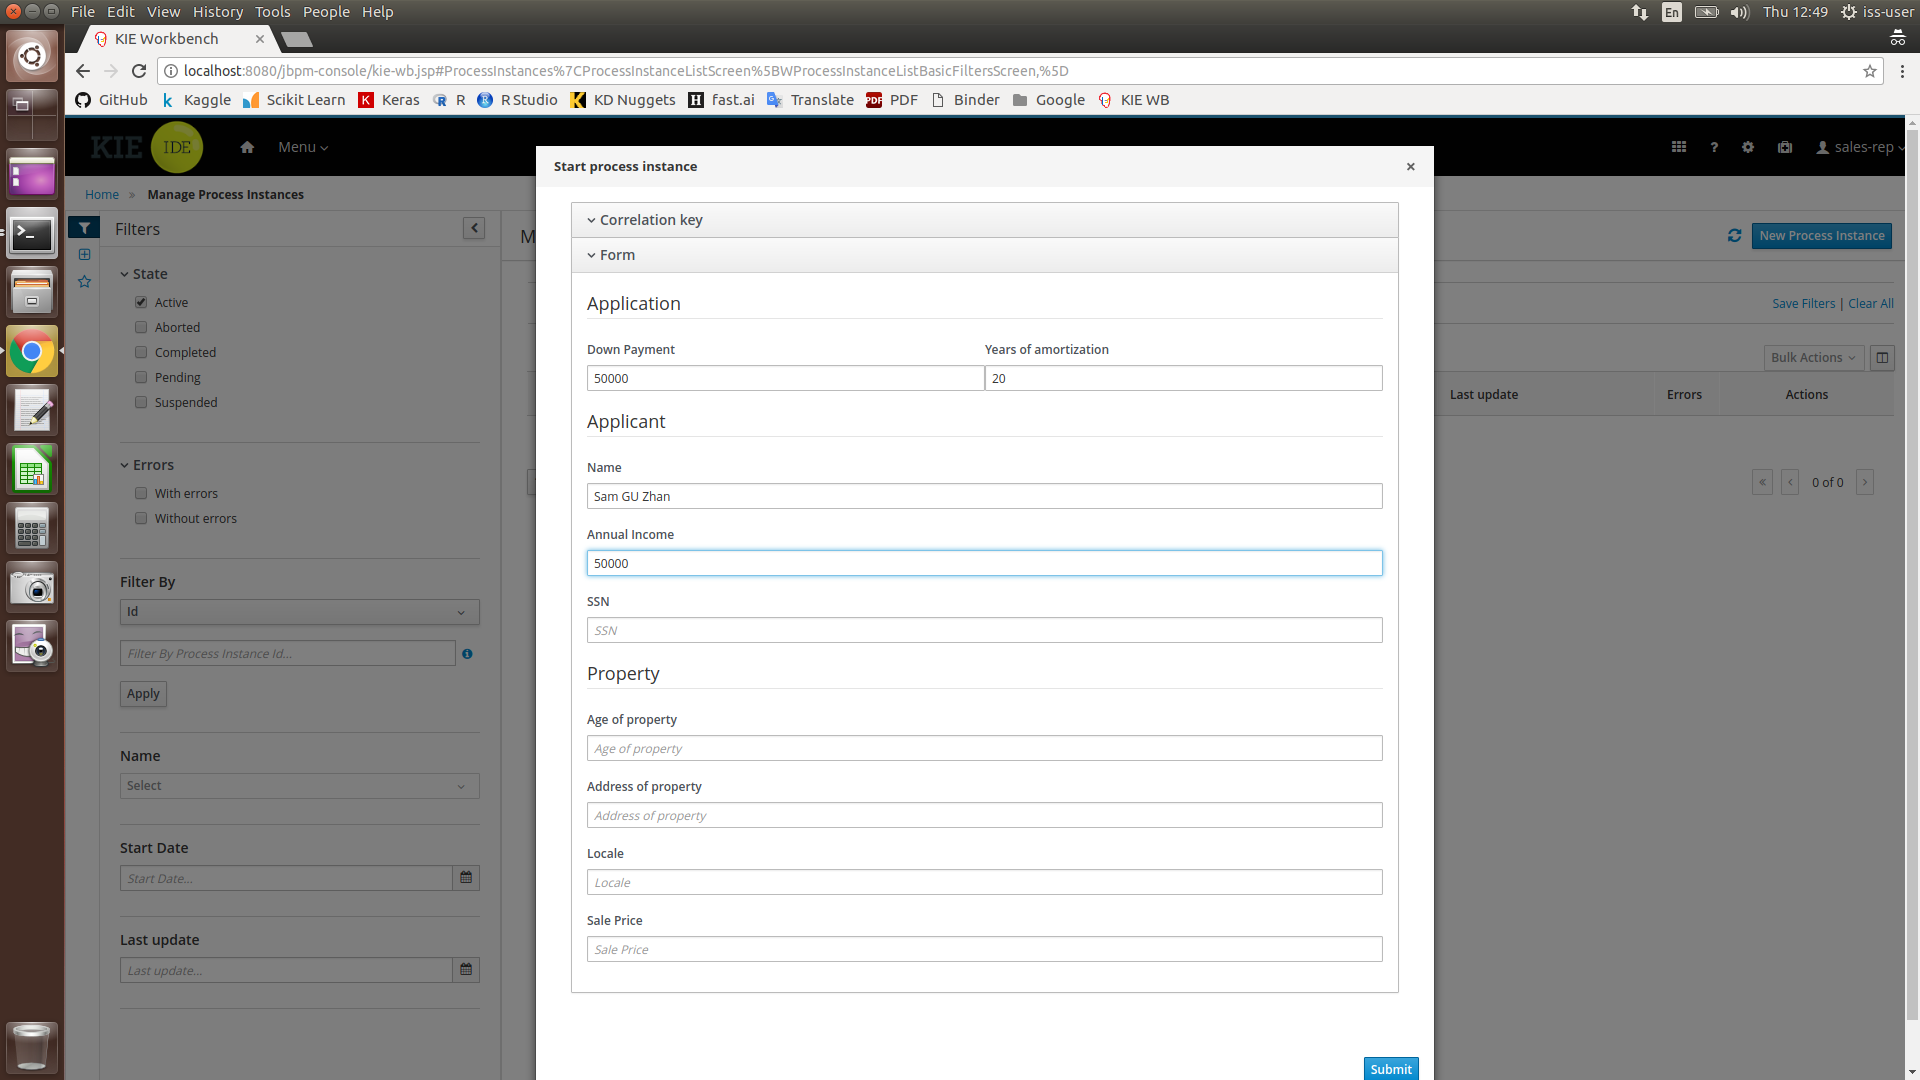 File Edit View History Tools People Help
En
Thu 12:49
iss-user
KIE Workbench
localhost:8080/jbpm-console/kie-wb.jsp#ProcessInstances%7CProcessInstanceListScreen%5BWProcessInstanceListBasicFiltersScreen,%5D
GitHub
Kaggle
Scikit Learn
Keras
R
R Studio
KD Nuggets
fast.ai
Translate
PDF
Binder
Google
KIE WB
KIE IDE
Menu
sales-rep
Home » Manage Process Instances
Filters
State
Active
Aborted
Completed
Pending
Suspended
Errors
With errors
Without errors
Filter By
Id
Filter By Process Instance Id...
Apply
Name
Select
Start Date
Start Date...
Last update
Last update...
M
New Process Instance
Save Filters | Clear All
Bulk Actions
Last update
Errors
Actions
0 of 0
Start process instance
Correlation key
Form
Application
Down Payment
Years of amortization
50000
20
Applicant
Name
Sam GU Zhan
Annual Income
50000
SSN
SSN
Property
Age of property
Age of property
Address of property
Address of property
Locale
Locale
Sale Price
Sale Price
Submit